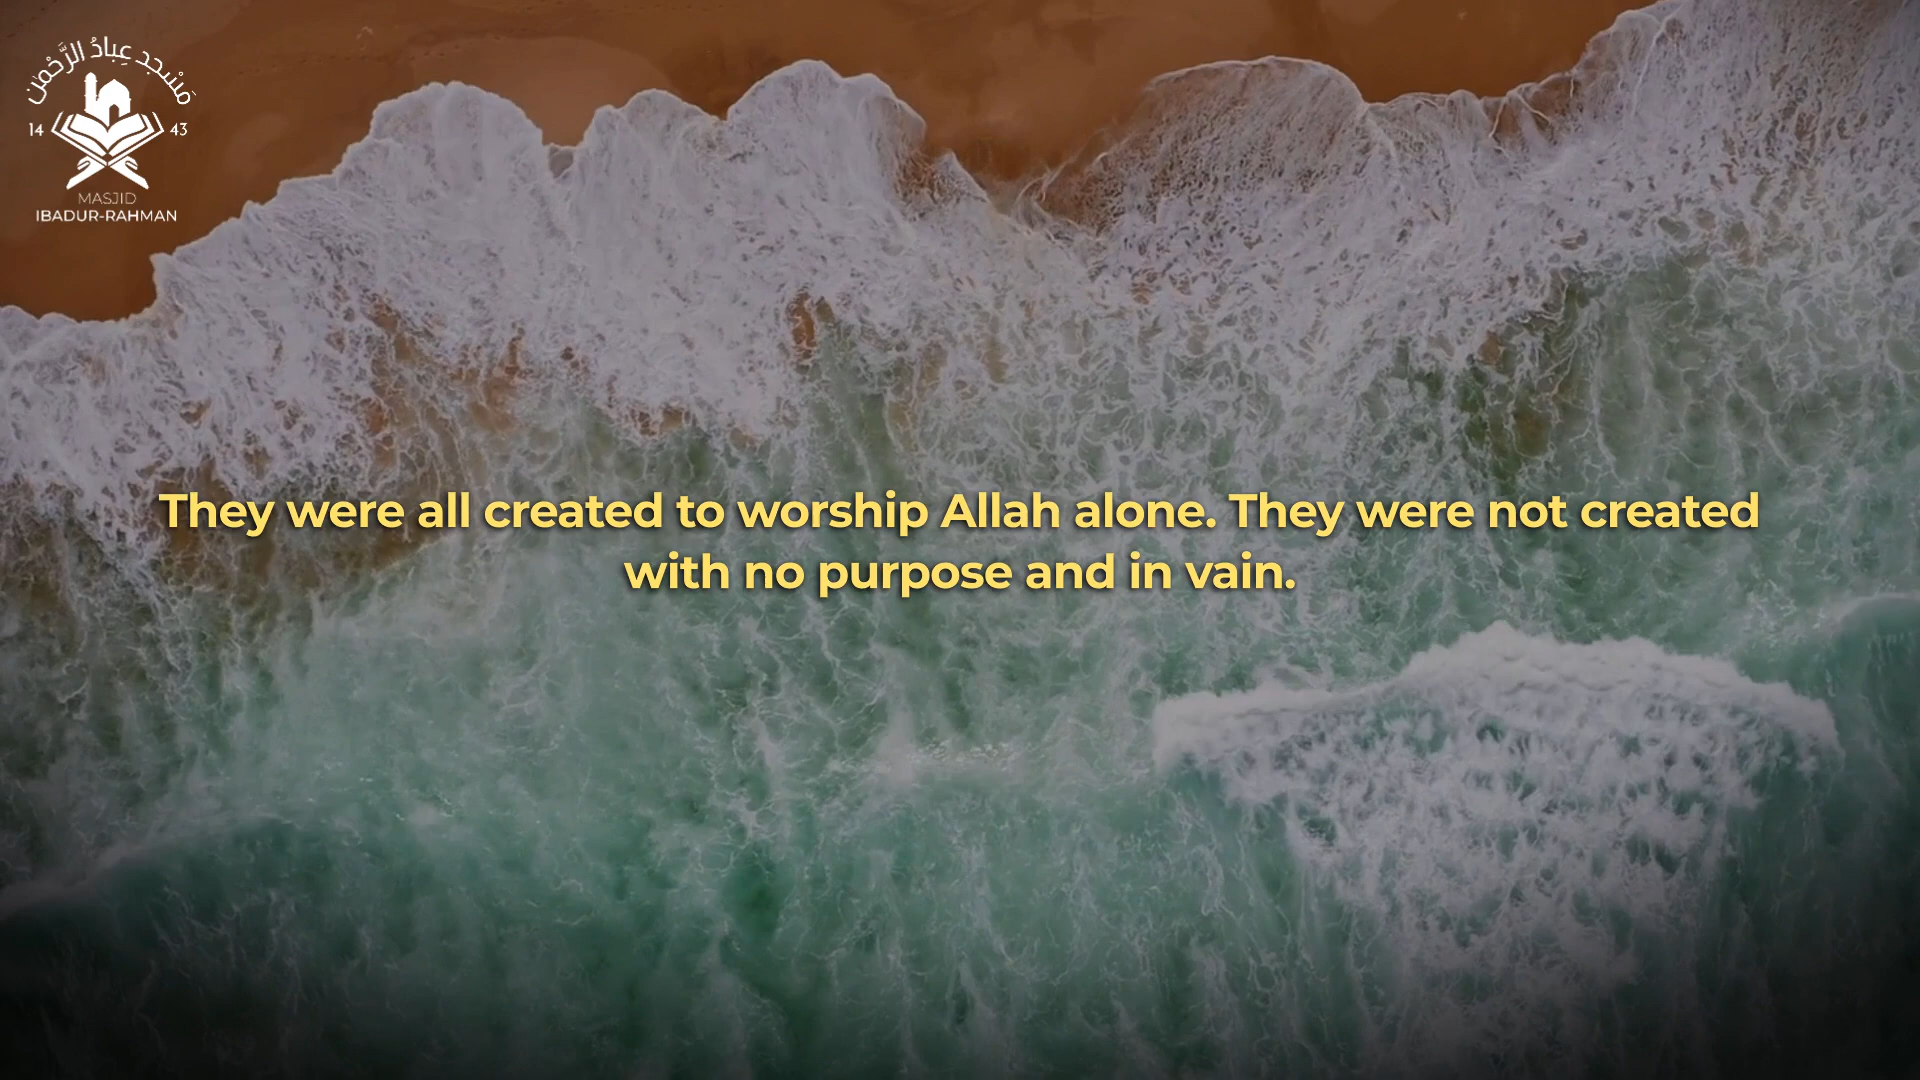 مَسْجِد عِبَادُ الرَّحْمٰن
14 43
MASJID
IBADUR-RAHMAN
They were all created to worship Allah alone. They were not created
with no purpose and in vain.